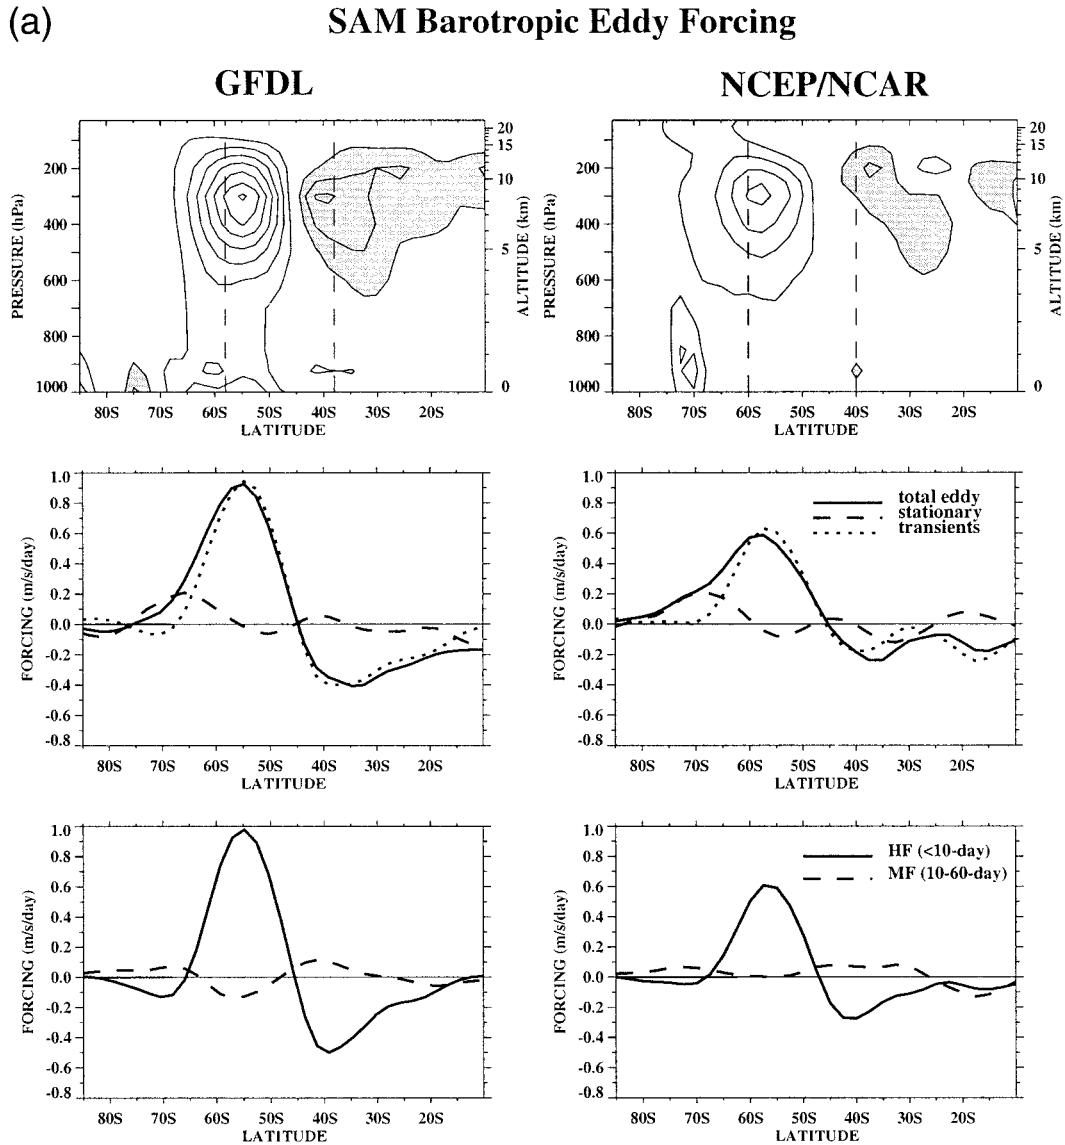 (a) SAM Barotropic Eddy Forcing
GFDL
NCEP/NCAR
PRESSURE (hPa)
200
400
600
800
1000
20
15
10
5
0
ALTITUDE (km)
80S 70S 60S 50S 40S 30S 20S
LATITUDE
PRESSURE (hPa)
200
400
600
800
1000
20
15
10
5
0
ALTITUDE (km)
80S 70S 60S 50S 40S 30S 20S
LATITUDE
FORCING (m/s/day)
1.0
0.8
0.6
0.4
0.2
0.0
-0.2
-0.4
-0.6
-0.8
80S 70S 60S 50S 40S 30S 20S
LATITUDE
FORCING (m/s/day)
1.0
0.8
0.6
0.4
0.2
0.0
-0.2
-0.4
-0.6
-0.8
total eddy
stationary
transients
80S 70S 60S 50S 40S 30S 20S
LATITUDE
FORCING (m/s/day)
1.0
0.8
0.6
0.4
0.2
0.0
-0.2
-0.4
-0.6
-0.8
80S 70S 60S 50S 40S 30S 20S
LATITUDE
FORCING (m/s/day)
1.0
0.8
0.6
0.4
0.2
0.0
-0.2
-0.4
-0.6
-0.8
HF (<10-day)
MF (10-60-day)
80S 70S 60S 50S 40S 30S 20S
LATITUDE